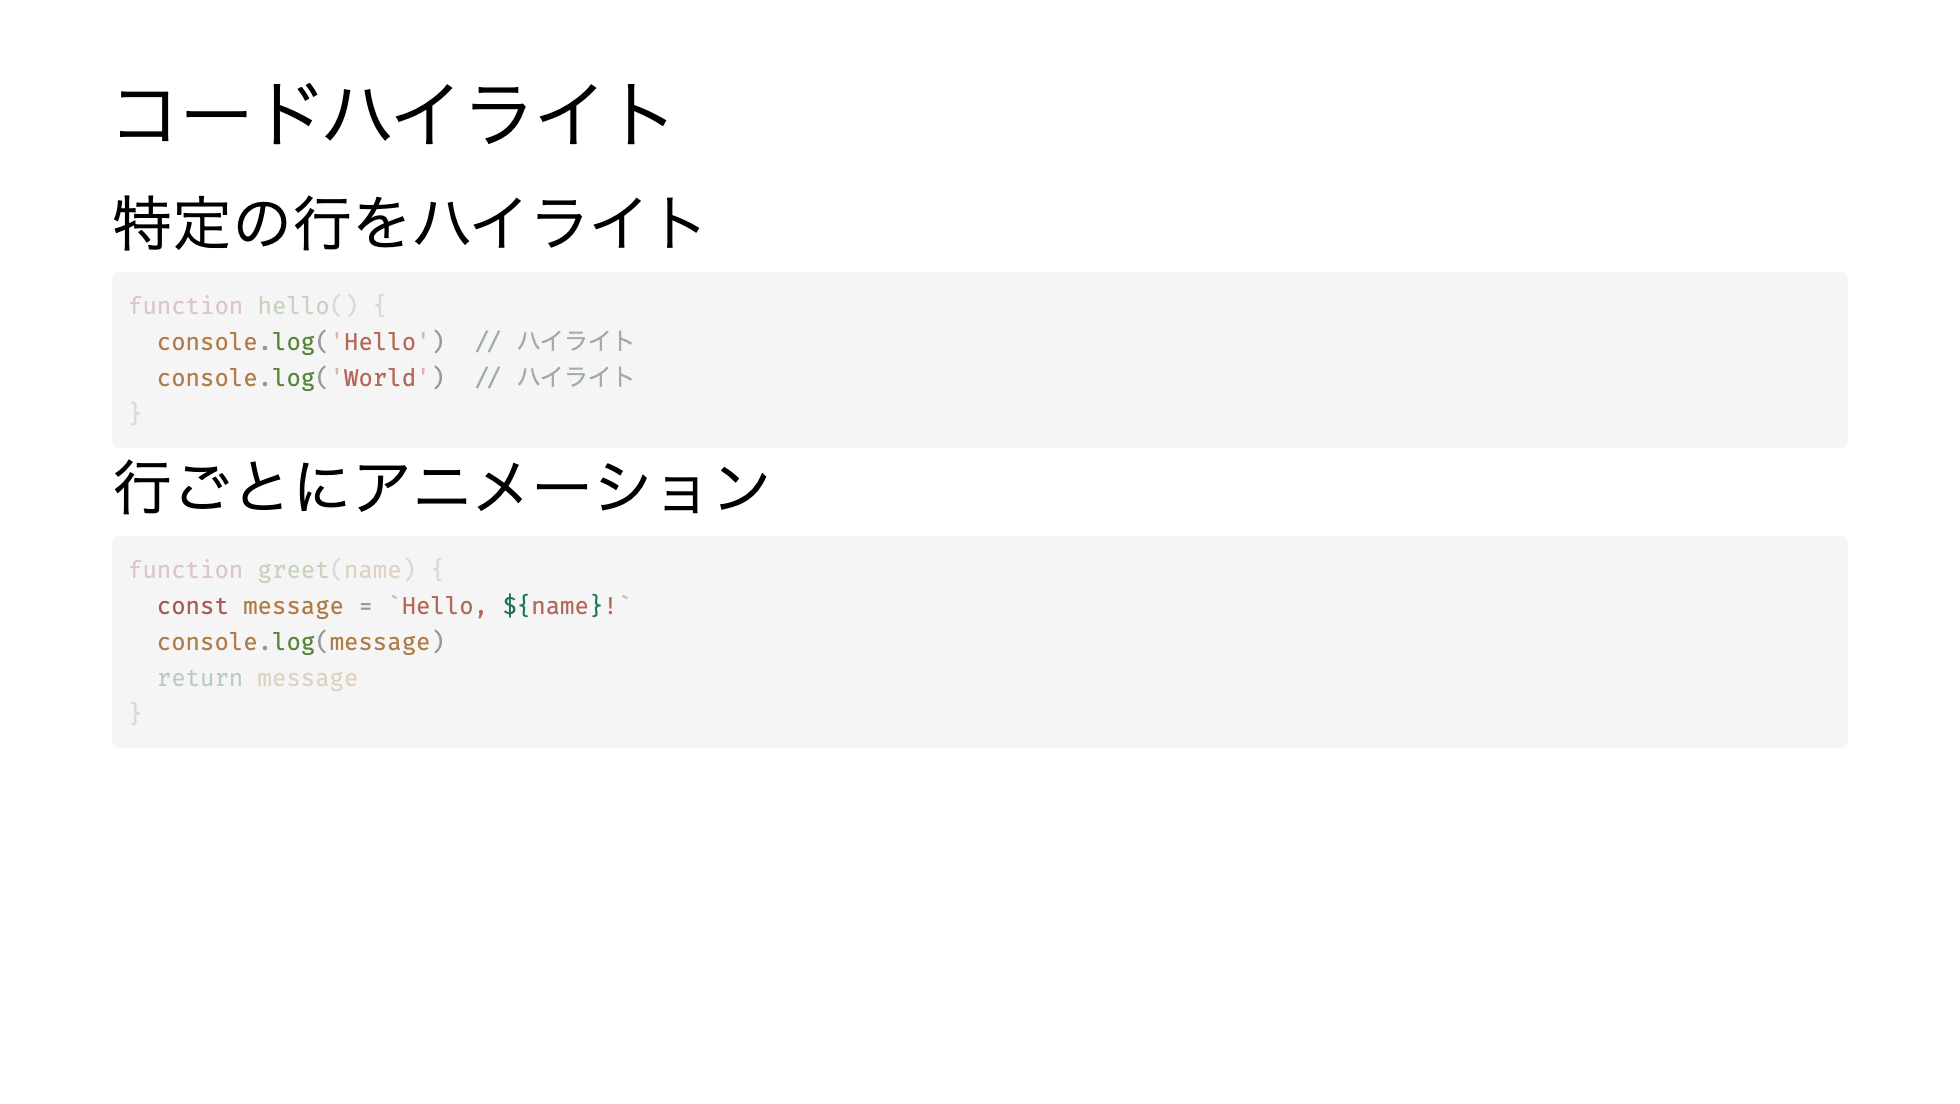 コードハイライト
特定の行をハイライト
function hello() {
  console.log('Hello')  // ハイライト
  console.log('World')  // ハイライト
}
行ごとにアニメーション
function greet(name) {
  const message = `Hello, ${name}!`
  console.log(message)
  return message
}